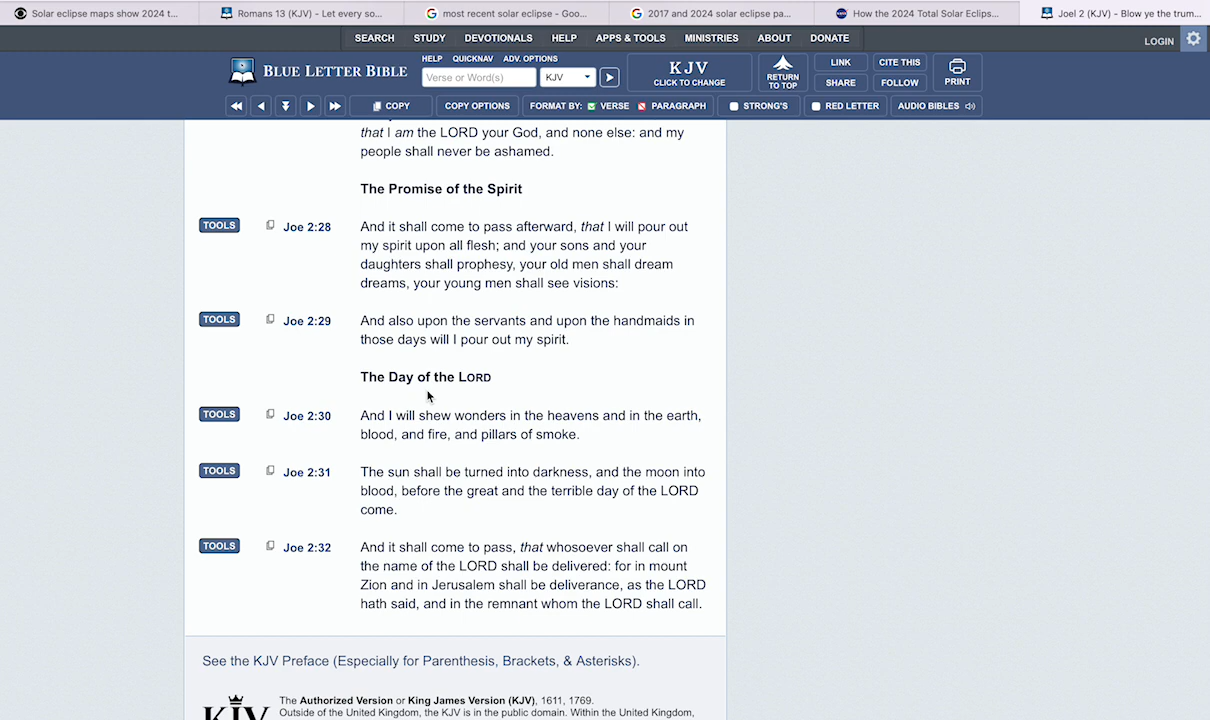 Solar eclipse maps show 2024 t...
Romans 13 (KJV) - Let every so...
most recent solar eclipse - Goo...
2017 and 2024 solar eclipse pa...
How the 2024 Total Solar Eclips...
Joel 2 (KJV) - Blow ye the trum...
SEARCH STUDY DEVOTIONALS HELP APPS & TOOLS MINISTRIES ABOUT DONATE
LOGIN
BLUE LETTER BIBLE
HELP QUICKNAV ADV. OPTIONS
Verse or Word(s) KJV
KJV
CLICK TO CHANGE
RETURN
TO TOP
LINK CITE THIS
SHARE FOLLOW
PRINT
COPY COPY OPTIONS FORMAT BY: VERSE PARAGRAPH STRONG'S RED LETTER AUDIO BIBLES
that I am the LORD your God, and none else: and my
people shall never be ashamed.
The Promise of the Spirit
TOOLS Joe 2:28 And it shall come to pass afterward, that I will pour out
my spirit upon all flesh; and your sons and your
daughters shall prophesy, your old men shall dream
dreams, your young men shall see visions:
TOOLS Joe 2:29 And also upon the servants and upon the handmaids in
those days will I pour out my spirit.
The Day of the LORD
TOOLS Joe 2:30 And I will shew wonders in the heavens and in the earth,
blood, and fire, and pillars of smoke.
TOOLS Joe 2:31 The sun shall be turned into darkness, and the moon into
blood, before the great and the terrible day of the LORD
come.
TOOLS Joe 2:32 And it shall come to pass, that whosoever shall call on
the name of the LORD shall be delivered: for in mount
Zion and in Jerusalem shall be deliverance, as the LORD
hath said, and in the remnant whom the LORD shall call.
See the KJV Preface (Especially for Parenthesis, Brackets, & Asterisks).
KJV
The Authorized Version or King James Version (KJV), 1611, 1769.
Outside of the United Kingdom, the KJV is in the public domain. Within the United Kingdom,